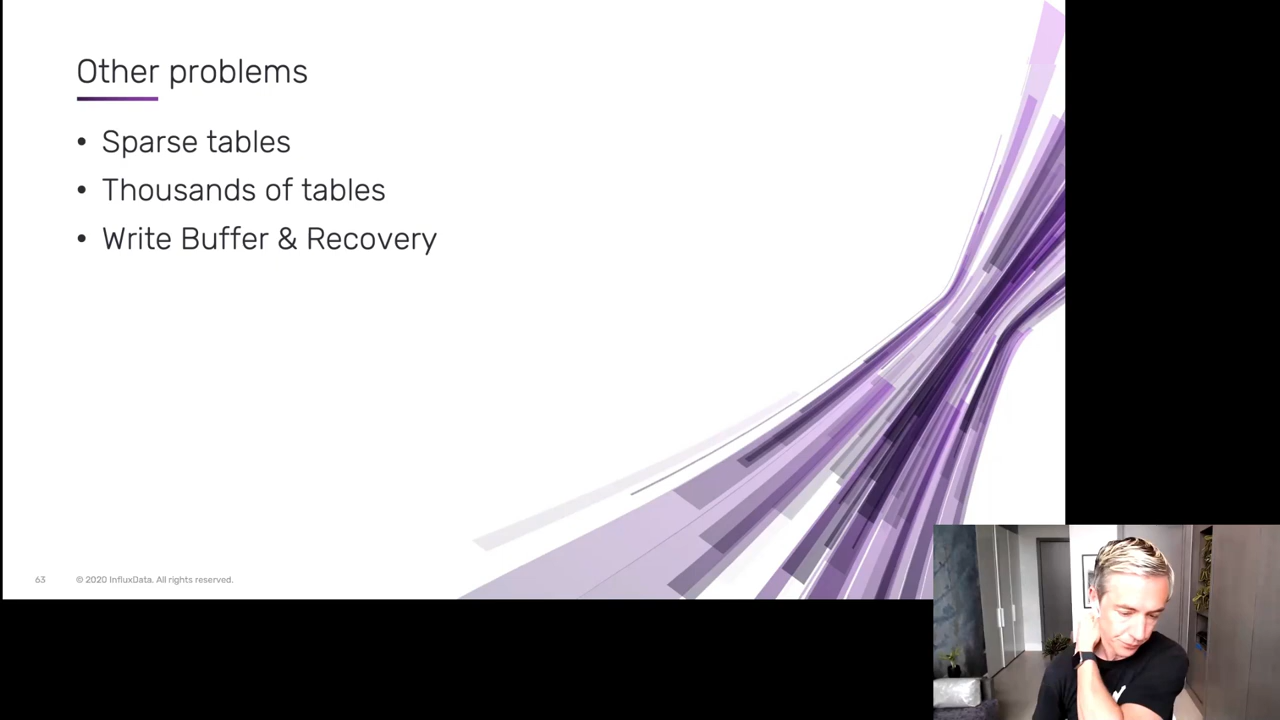 Other problems
• Sparse tables
• Thousands of tables
• Write Buffer & Recovery
63 © 2020 InfluxData. All rights reserved.